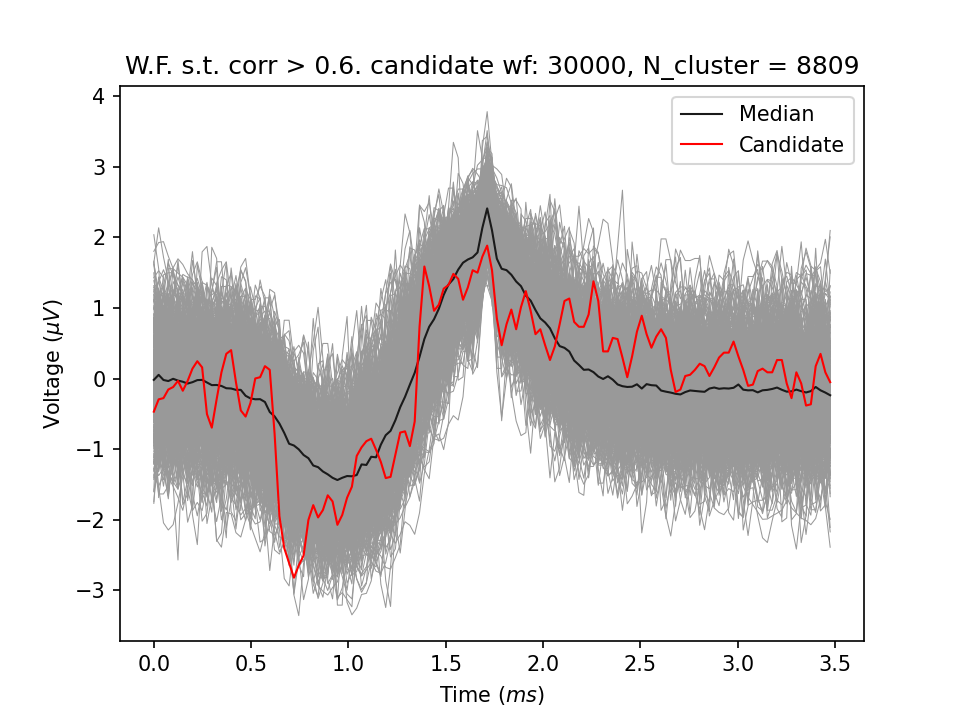 W.F. s.t. corr > 0.6. candidate wf: 30000, N_cluster = 8809
Median
Candidate
4
3
2
1
0
−1
−2
−3
Voltage (μV)
0.0 0.5 1.0 1.5 2.0 2.5 3.0 3.5
Time (ms)